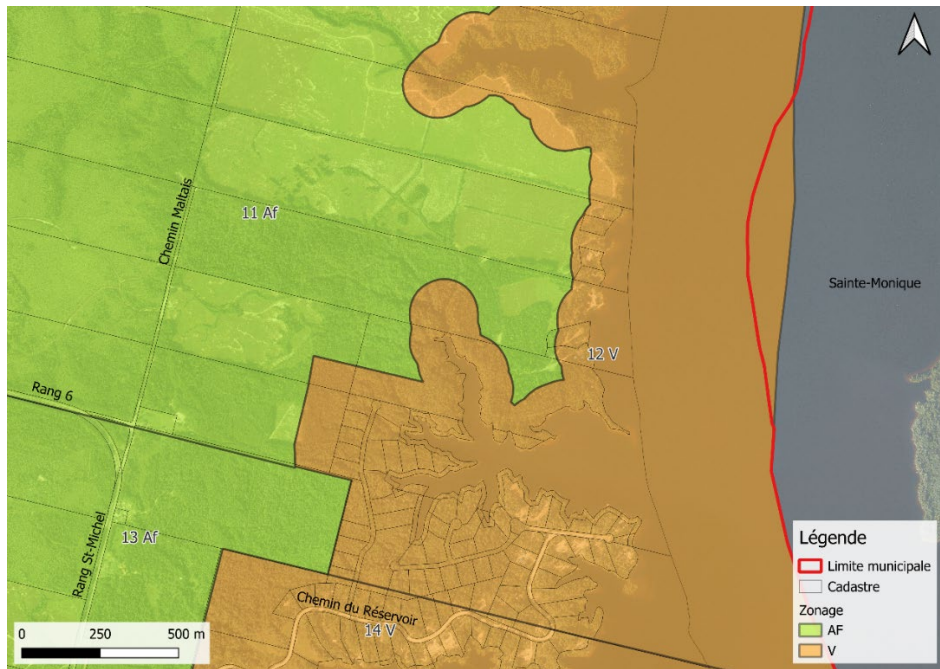 11 Af
Chemin Maltais
Sainte-Monique
12 V
Rang 6
13 Af
Rang St-Michel
Chemin du Réservoir
14 V
0 250 500 m
Légende
Limite municipale
Cadastre
Zonage
AF
V